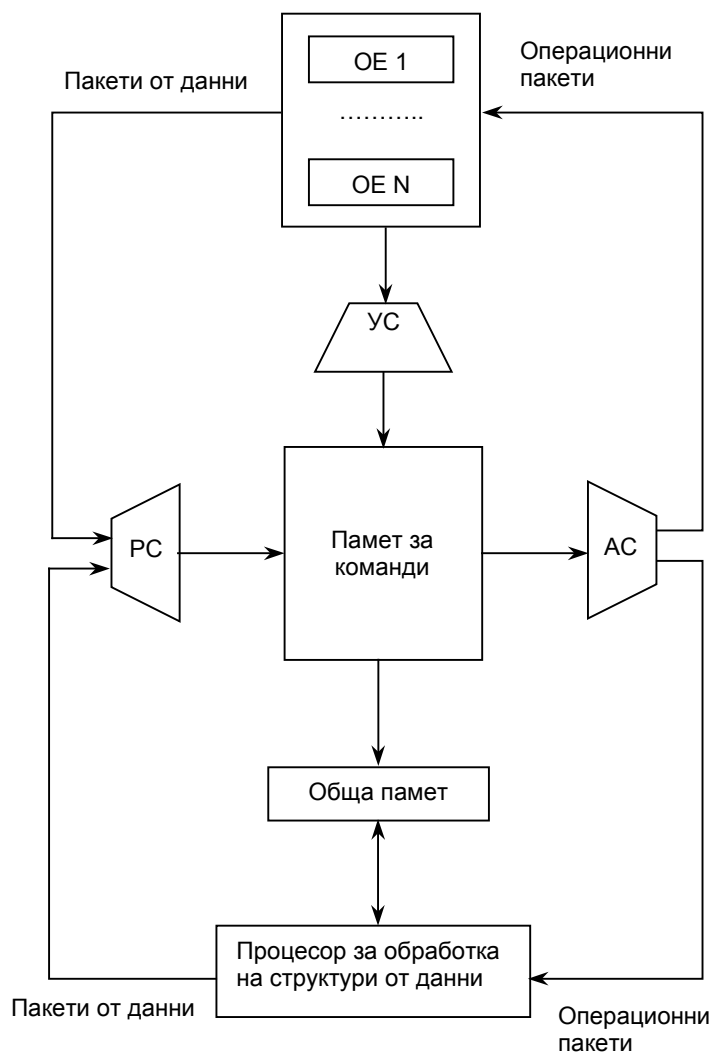 Операционни
пакети
Пакети от данни
ОЕ 1
………..
ОЕ N
УС
РС
Памет за
команди
АС
Обща памет
Процесор за обработка
на структури от данни
Пакети от данни
Операционни
пакети